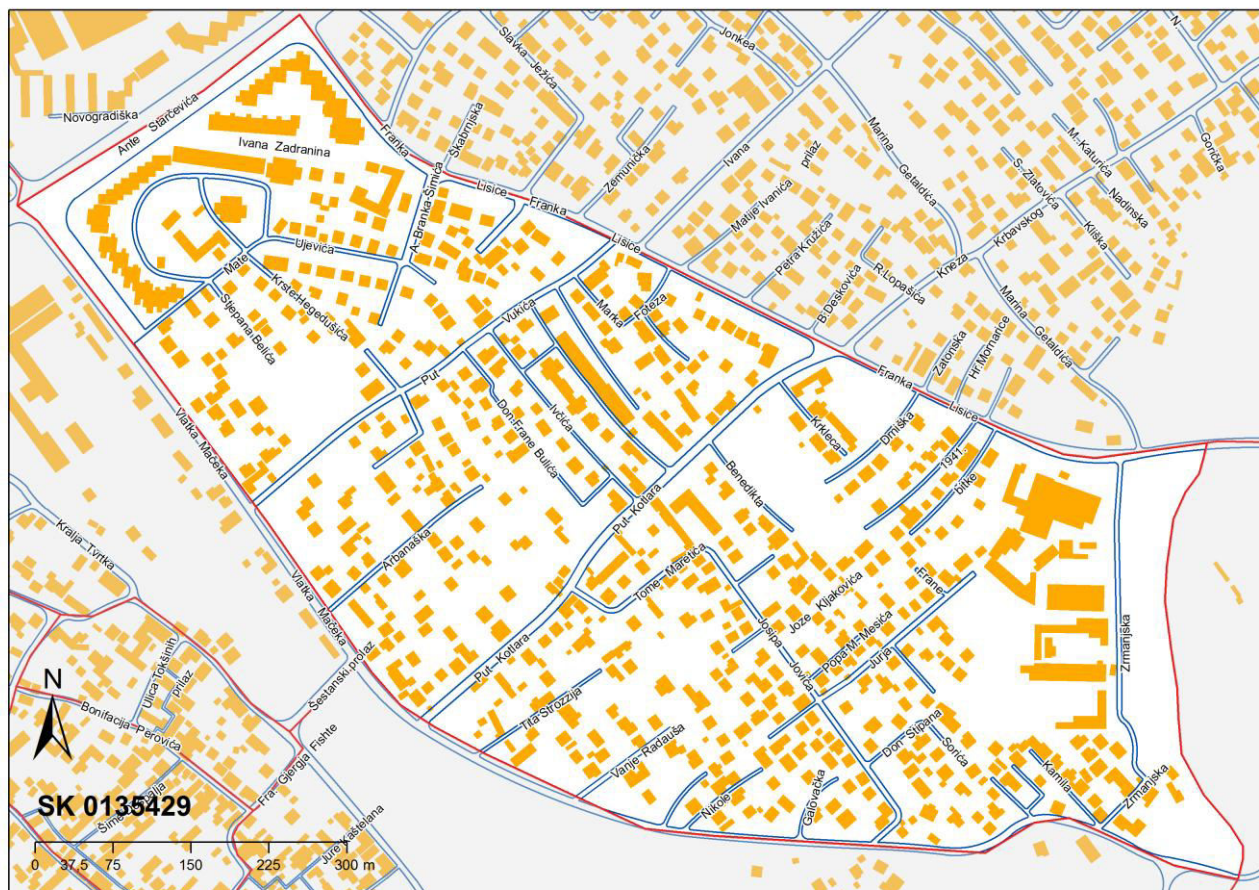 Novogradiška
Ante Starčevića
Ivana Zadranina
Franka
Lisice
Franka
Lisice
Škabrnjska
Slavka Ježića
Jonkea
Zemunička
Ivana
Matije Ivanića
prilaz
Petra Kružića
Marina Getaldića
B.Daskovića
R.Lopašića
Kneza
Krbavskog
S. Zlatovića
M. Katurića
Nadinska
Kliška
Gorička
N
Marina Getaldića
Zatonska
Hr.Mornarice
Franka
Lisice
A. Branka Šimića
Ujevića
Mate
Krste Hegedušića
Stjepana Belića
Put
Vukića
Marka
Foteza
Ivčića
Don Frane Bulića
Krkleca
Drniška
1941.
bitke
Benedikta
Put Kotlara
Arbanaška
Tome Maretića
Vlatka Mačeka
Vlatka Mačeka
Kralja Tvrtka
Joze Kljakovića
Frane
Popa M. Mesića
Jurja
Josipa Jovića
Zrmanjska
Put Kotlara
Tita Strozzija
Vanje Radauša
Don Stipana
Sorića
Kamila
Zrmanjska
Galovačka
Nikole
Šestanski prolaz
Ulica Tokšinih
prilaz
Bonifacija Perovića
Fra Gjergja Fishte
Jure Kaštelana
N
SK 0135429
0 37,5 75 150 225 300 m